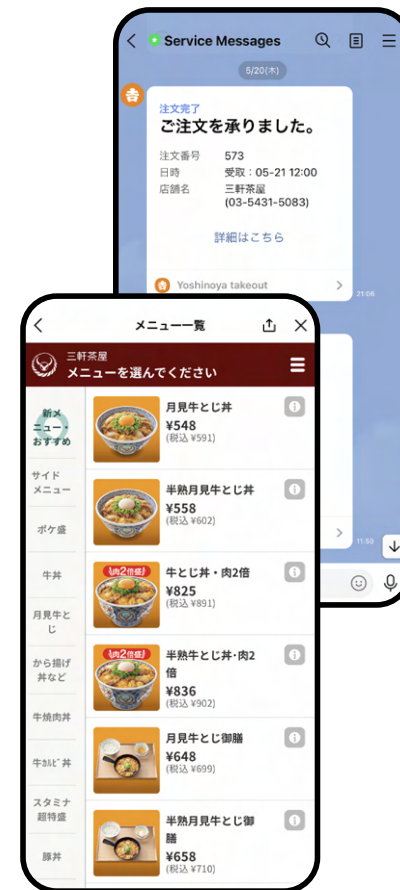 Service Messages
5/20(木)
注文完了
ご注文を承りました。
注文番号 573
日時 受取：05-21 12:00
店舗名 三軒茶屋
(03-5431-5083)
詳細はこちら
吉 Yoshinoya takeout
21:06
11:50
メニュー一覧
三軒茶屋
メニューを選んでください
新メ
ニュー・
おすすめ
サイド
メニュー
ポケ盛
牛丼
月見牛と
じ
から揚げ
丼など
牛焼肉丼
牛カルビ丼
スタミナ
超特盛
豚丼
月見牛とじ丼
¥548
(税込 ¥591)
半熟月見牛とじ丼
¥558
(税込 ¥602)
肉2倍盛
牛とじ丼・肉2倍
¥825
(税込 ¥891)
肉2倍盛
半熟牛とじ丼・肉2
倍
¥836
(税込 ¥902)
月見牛とじ御膳
¥648
(税込 ¥699)
半熟月見牛とじ御
膳
¥658
(税込 ¥710)